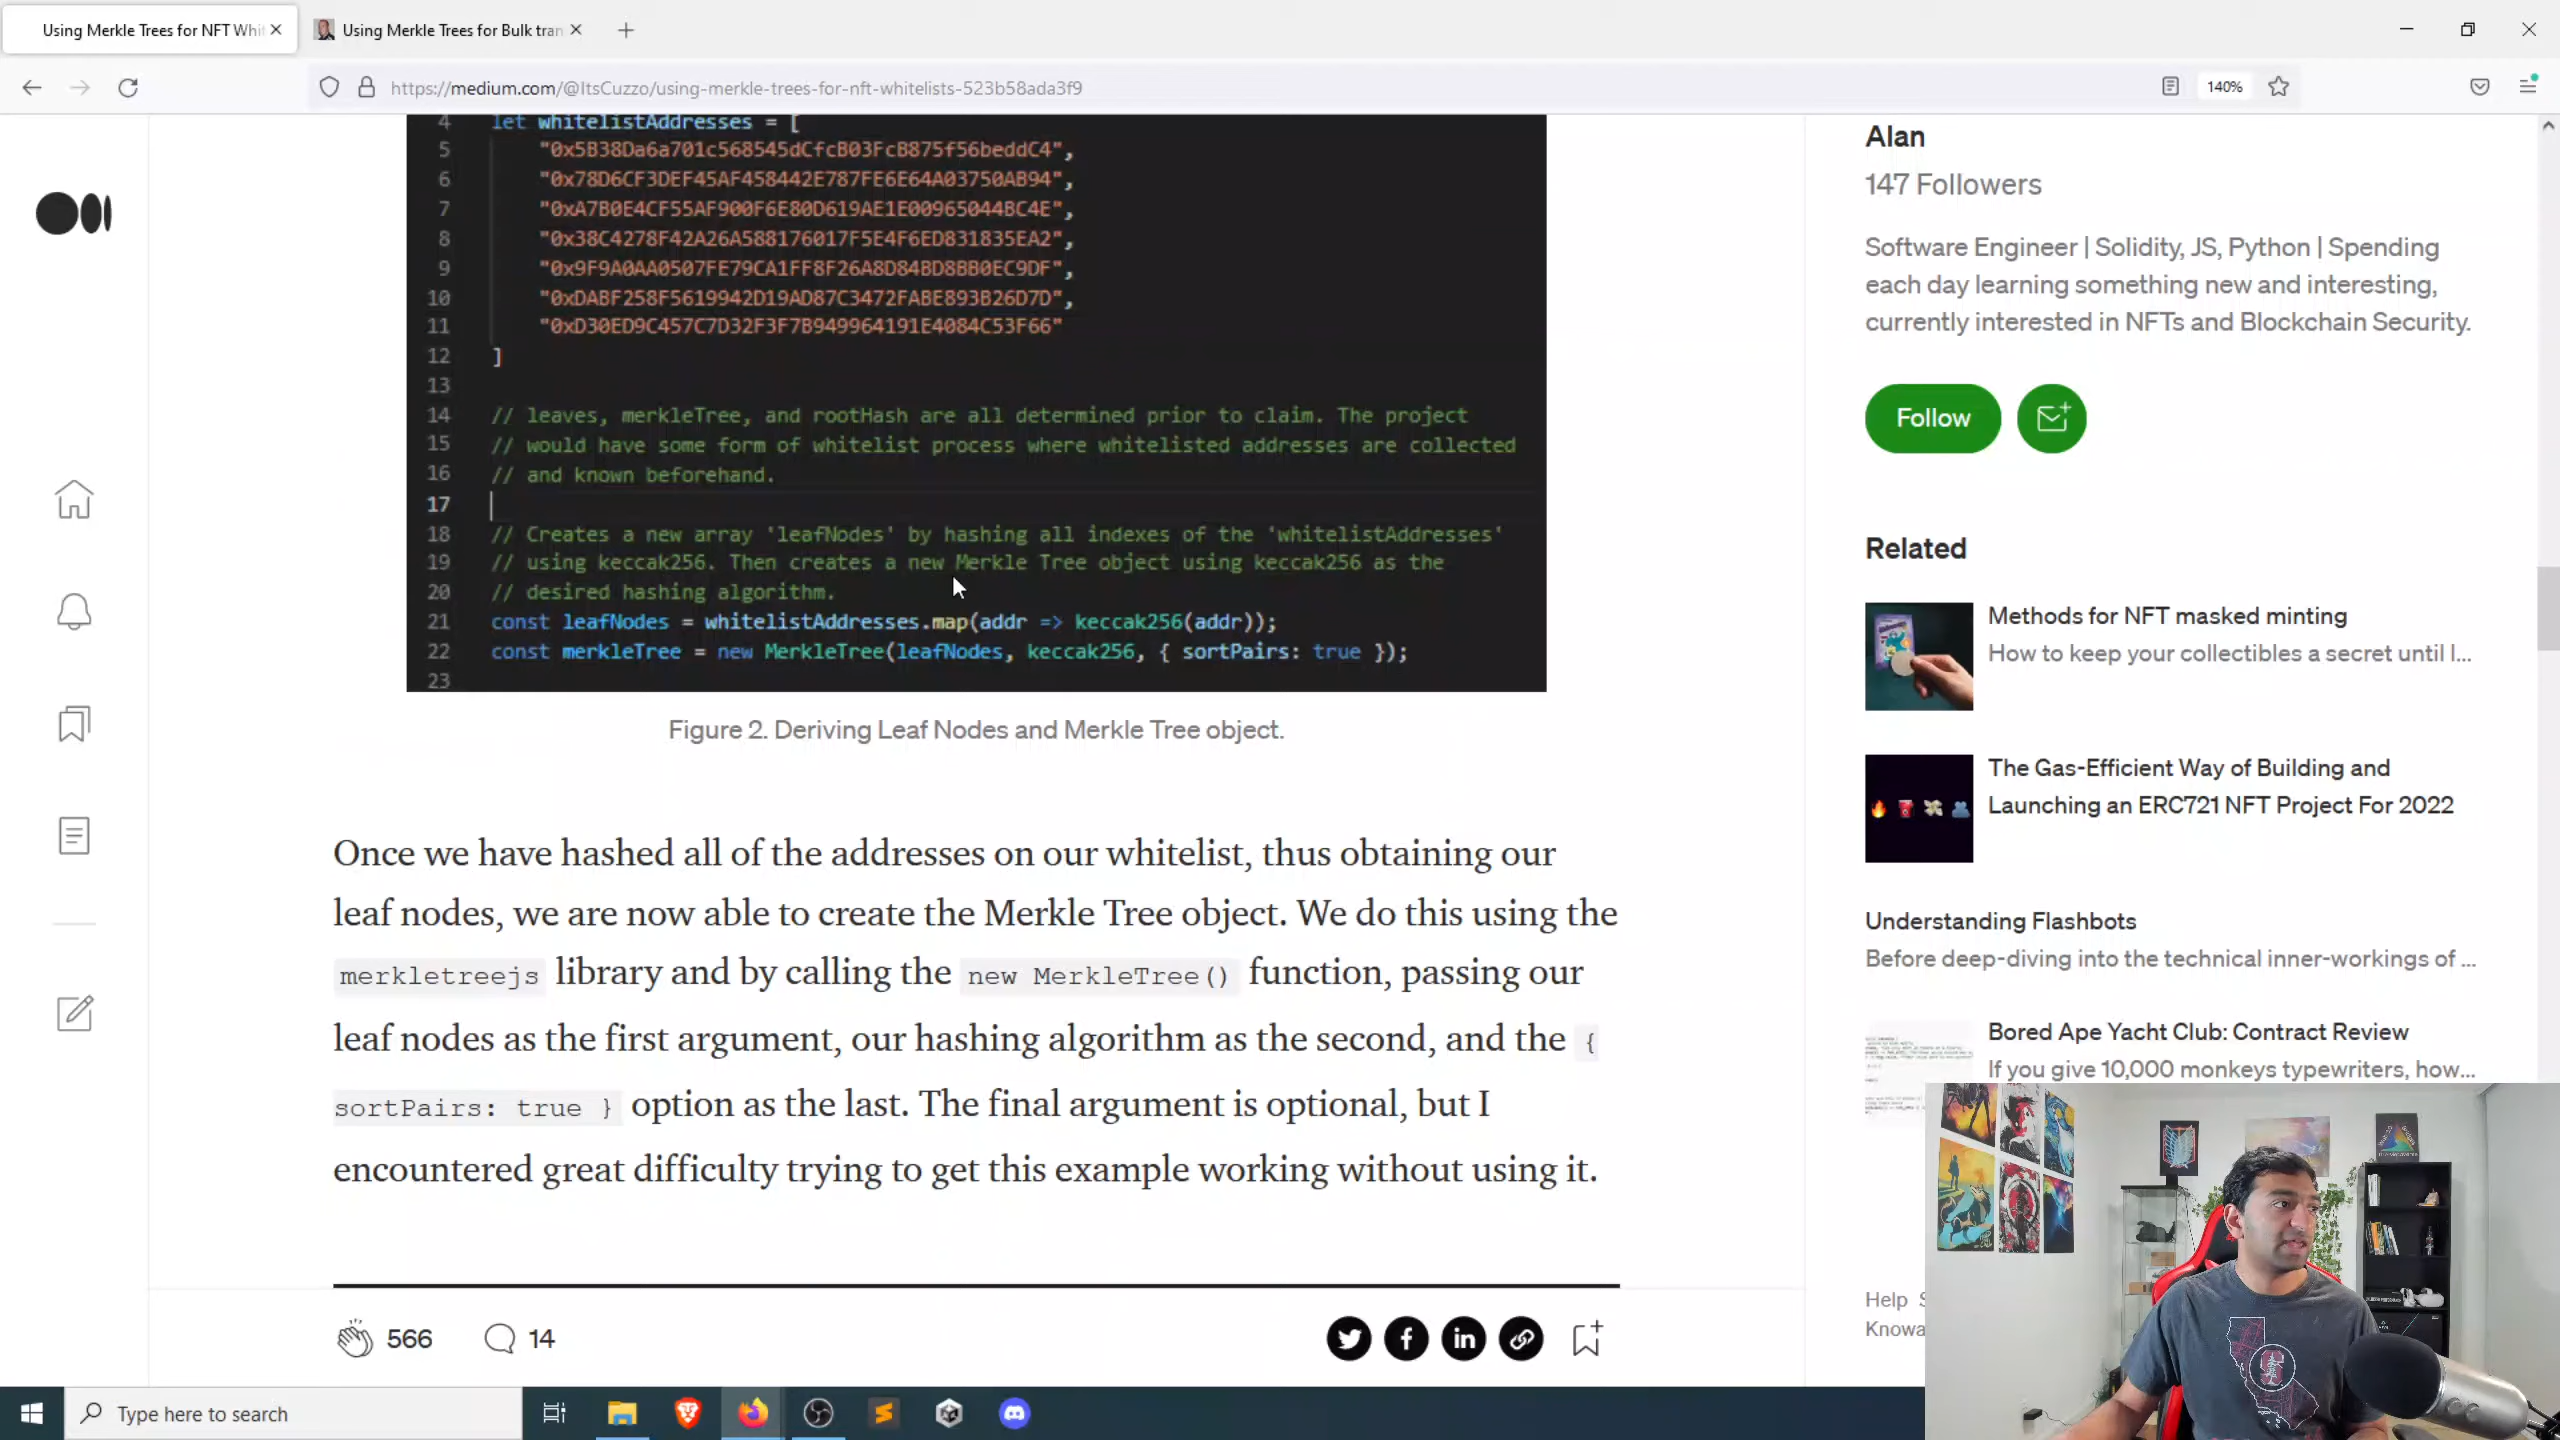 Using Merkle Trees for NFT Whi
Using Merkle Trees for Bulk tran
https://medium.com/@ItsCuzzo/using-merkle-trees-for-nft-whitelists-523b58ada3f9
140%
4 let whitelistAddresses = [
5 "0x5B38Da6a701c568545dCfcB03FcB875f56beddC4",
6 "0x78D6CF3DEF45AF458442E787FE6E64A03750AB94",
7 "0xA7B0E4CF55AF900F6E80D619AE1E00965044BC4E",
8 "0x38C4278F42A26A588176017F5E4F6ED831835EA2",
9 "0x9F9A0AA0507FE79CA1FF8F26A8D84BD8BB0EC9DF",
10 "0xDABF258F5619942D19AD87C3472FABE893B26D7D",
11 "0xD30ED9C457C7D32F3F7B949964191E4084C53F66"
12 ]
13
14 // leaves, merkleTree, and rootHash are all determined prior to claim. The project
15 // would have some form of whitelist process where whitelisted addresses are collected
16 // and known beforehand.
17
18 // Creates a new array 'leafNodes' by hashing all indexes of the 'whitelistAddresses'
19 // using keccak256. Then creates a new Merkle Tree object using keccak256 as the
20 // desired hashing algorithm.
21 const leafNodes = whitelistAddresses.map(addr => keccak256(addr));
22 const merkleTree = new MerkleTree(leafNodes, keccak256, { sortPairs: true });
23
Figure 2. Deriving Leaf Nodes and Merkle Tree object.
Once we have hashed all of the addresses on our whitelist, thus obtaining our
leaf nodes, we are now able to create the Merkle Tree object. We do this using the
merkletreejs library and by calling the new MerkleTree() function, passing our
leaf nodes as the first argument, our hashing algorithm as the second, and the {
sortPairs: true } option as the last. The final argument is optional, but I
encountered great difficulty trying to get this example working without using it.
566
14
Alan
147 Followers
Software Engineer | Solidity, JS, Python | Spending
each day learning something new and interesting,
currently interested in NFTs and Blockchain Security.
Follow
Related
Methods for NFT masked minting
How to keep your collectibles a secret until l...
The Gas-Efficient Way of Building and
Launching an ERC721 NFT Project For 2022
Understanding Flashbots
Before deep-diving into the technical inner-workings of ...
Bored Ape Yacht Club: Contract Review
If you give 10,000 monkeys typewriters, how...
Help S
Knowa
Type here to search